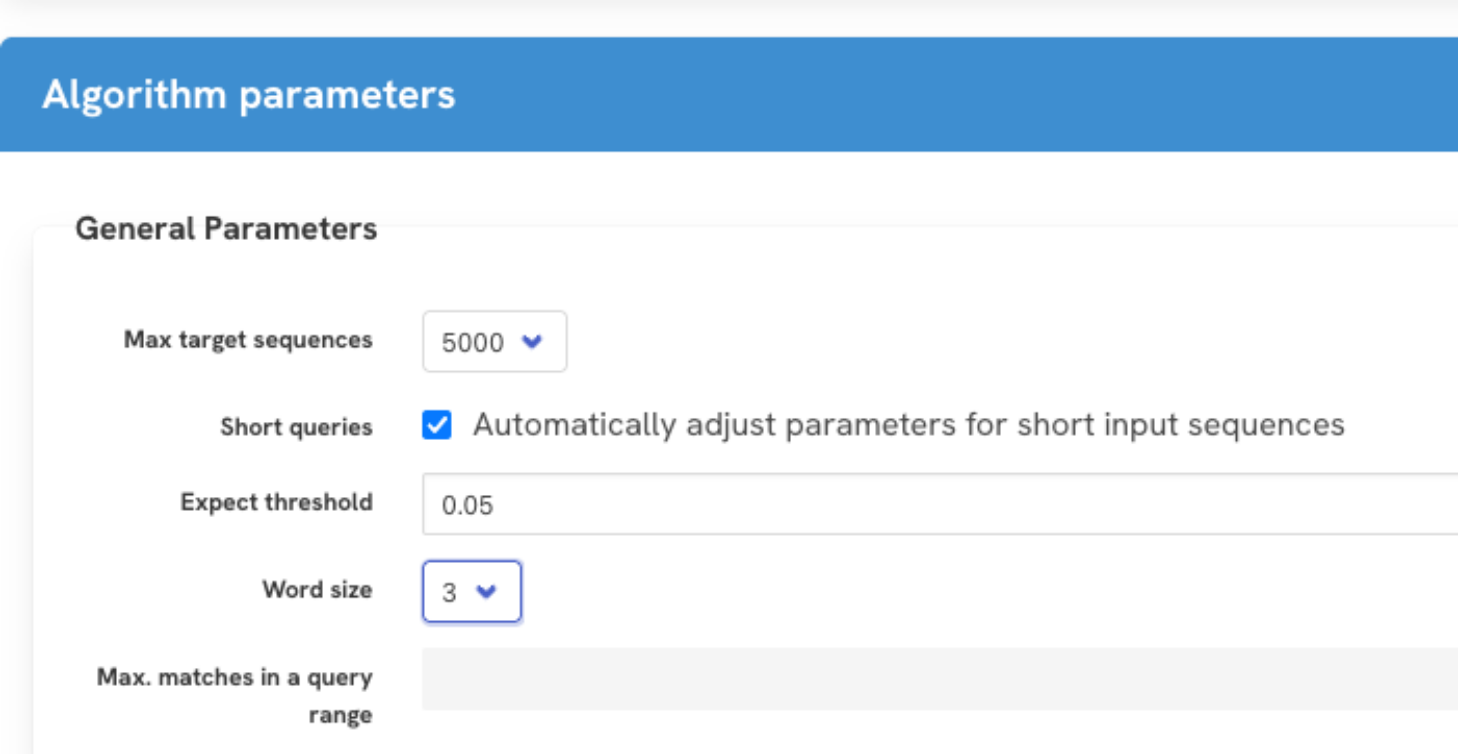 Algorithm parameters
General Parameters
Max target sequences 5000
Short queries Automatically adjust parameters for short input sequences
Expect threshold 0.05
Word size 3
Max. matches in a query
range